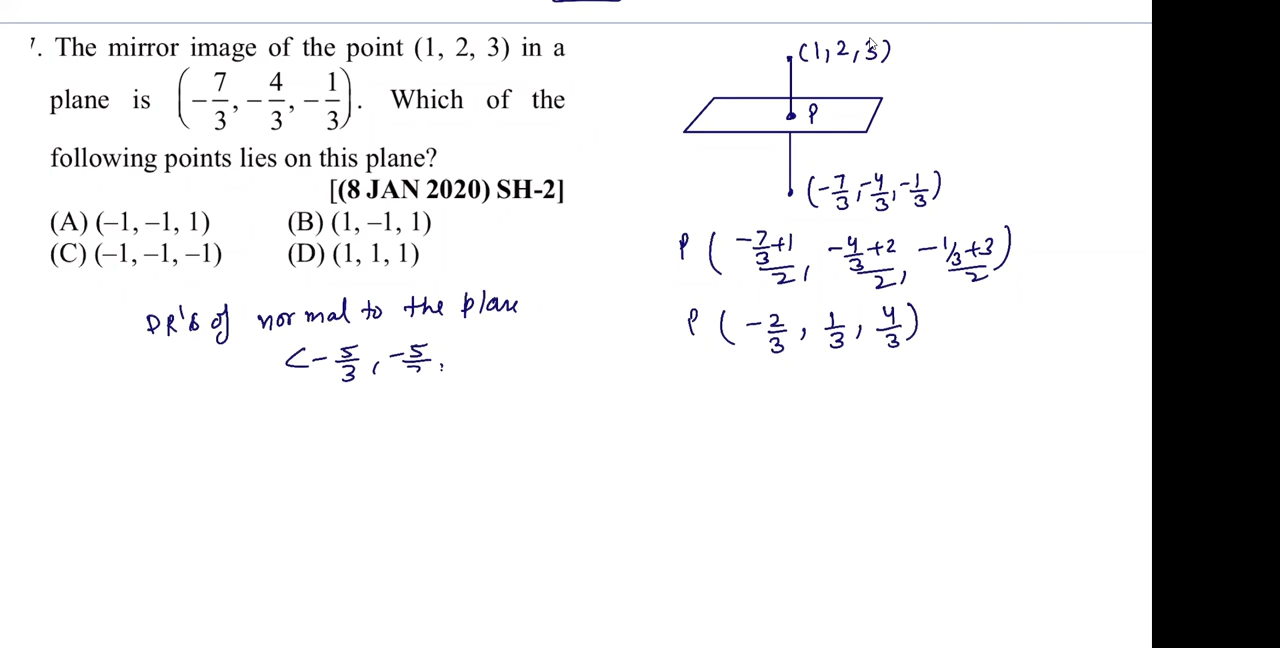 7. The mirror image of the point (1, 2, 3) in a
plane is (−7/3, −4/3, −1/3). Which of the
following points lies on this plane?
[(8 JAN 2020) SH-2]
(A) (–1, –1, 1) (B) (1, –1, 1)
(C) (–1, –1, –1) (D) (1, 1, 1)
DR's of normal to the plane
<-5/3, -5/
(1, 2, 3)
P
(-7/3, -4/3, -1/3)
P (-7/3+1/2, -4/3+2/2, -1/3+3/2)
P (-2/3, 1/3, 4/3)